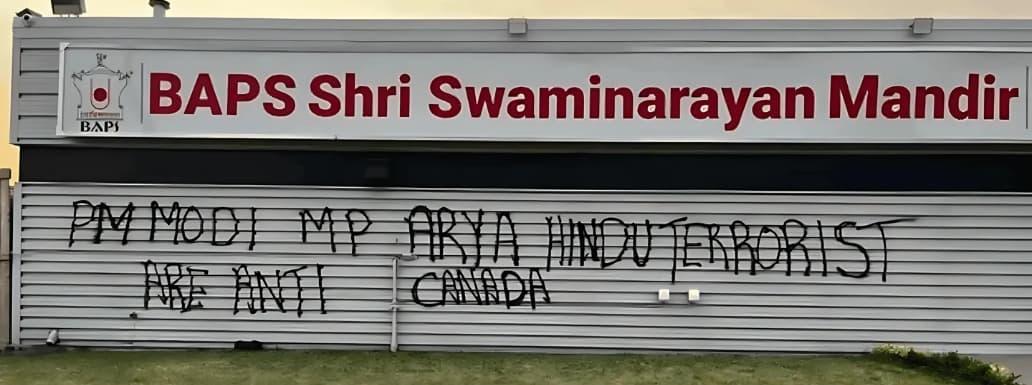 BAPS Shri Swaminarayan Mandir
BAPS
PM MODI MP ARYA HINDU TERRORIST
ARE ANTI CANADA